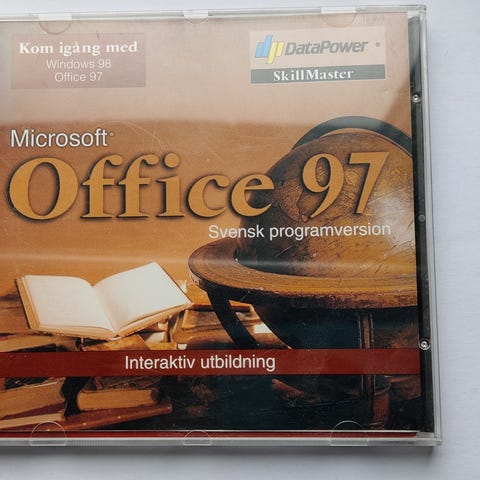 Kom igång med
Windows 98
Office 97
DataPower®
SkillMaster
Microsoft®
Office 97
Svensk programversion
Interaktiv utbildning